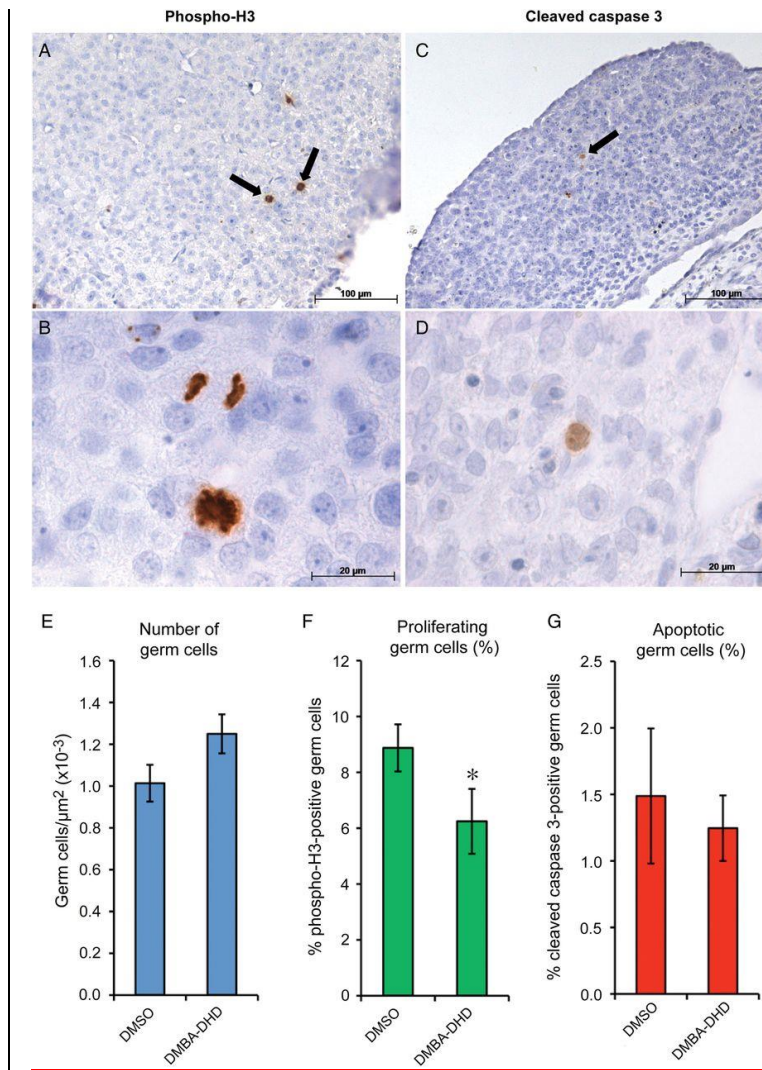 Phospho-H3
Cleaved caspase 3
A
C
100 µm
100 µm
B
D
20 µm
20 µm
E
Number of
germ cells
Germ cells/µm² (x10⁻³)
1.6
1.4
1.2
1.0
0.8
0.6
0.4
0.2
0.0
DMSO
DMBA-DHD
F
Proliferating
germ cells (%)
% phospho-H3-positive germ cells
12
10
8
6
4
2
0
*
DMSO
DMBA-DHD
G
Apoptotic
germ cells (%)
% cleaved caspase 3-positive germ cells
2.5
2.0
1.5
1.0
0.5
0.0
DMSO
DMBA-DHD